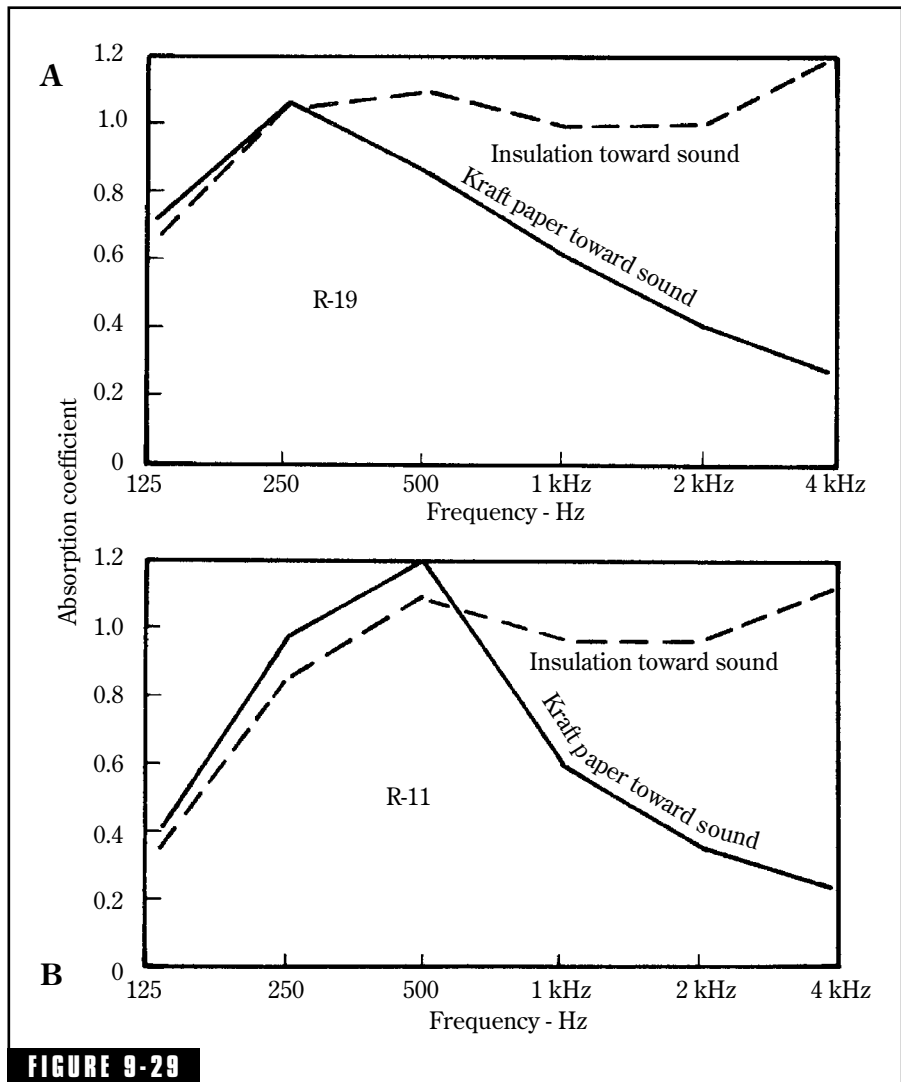 A
1.2
1.0
0.8
0.6
0.4
0.2
0
Insulation toward sound
Kraft paper toward sound
R-19
125 250 500 1 kHz 2 kHz 4 kHz
Frequency - Hz
Absorption coefficient
B
1.2
1.0
0.8
0.6
0.4
0.2
0
Insulation toward sound
Kraft paper toward sound
R-11
125 250 500 1 kHz 2 kHz 4 kHz
Frequency - Hz
FIGURE 9-29